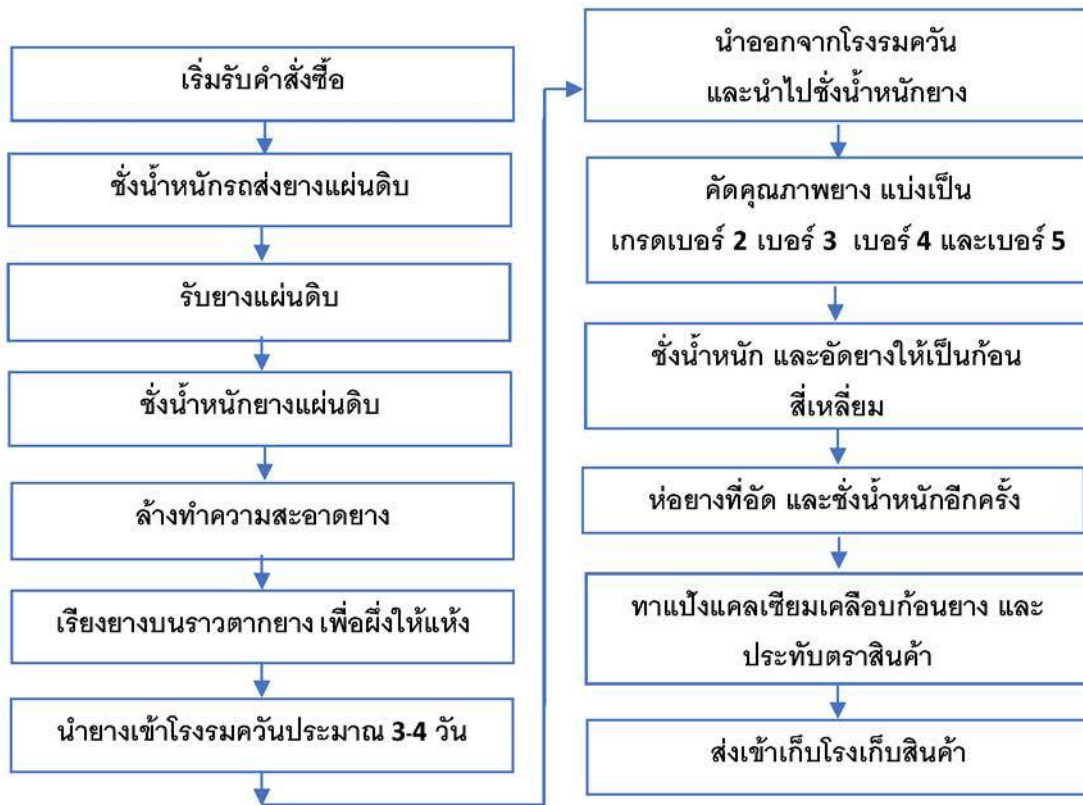 เริ่มรับคำสั่งซื้อ
ชั่งน้ำหนักรถส่งยางแผ่นดิบ
รับยางแผ่นดิบ
ชั่งน้ำหนักยางแผ่นดิบ
ล้างทำความสะอาดยาง
เรียงยางบนราวตากยาง เพื่อผึ่งให้แห้ง
นำยางเข้าโรงรมควันประมาณ 3-4 วัน
นำออกจากโรงรมควัน
และนำไปชั่งน้ำหนักยาง
คัดคุณภาพยาง แบ่งเป็น
เกรดเบอร์ 2 เบอร์ 3 เบอร์ 4 และเบอร์ 5
ชั่งน้ำหนัก และอัดยางให้เป็นก้อน
สี่เหลี่ยม
ห่อยางที่อัด และชั่งน้ำหนักอีกครั้ง
ทาแป้งแคลเซียมเคลือบก้อนยาง และ
ประทับตราสินค้า
ส่งเข้าเก็บโรงเก็บสินค้า